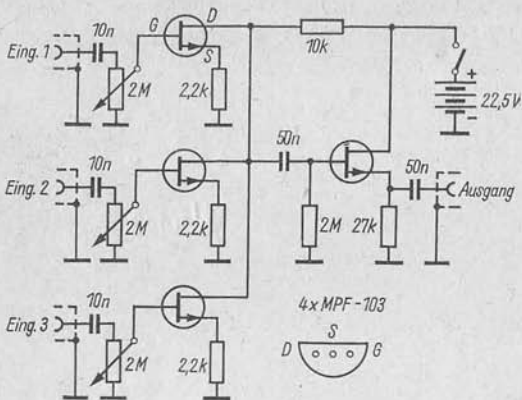 Eing. 1
10n
G
D
S
2M
2,2k
10k
+
22,5V
–
Eing. 2
10n
2M
2,2k
50n
2M
27k
50n
Ausgang
Eing. 3
10n
2M
2,2k
4x MPF-103
S
D
G